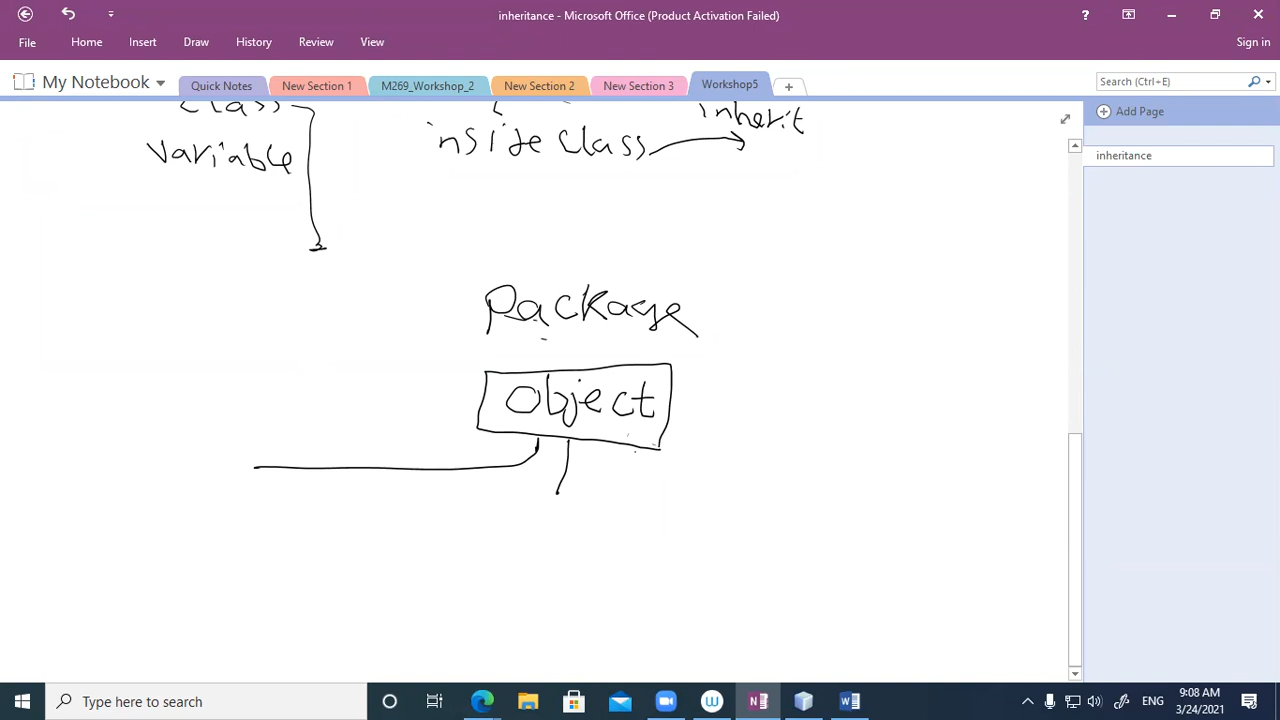 inheritance - Microsoft Office (Product Activation Failed)
?
File Home Insert Draw History Review View
Sign in
My Notebook Quick Notes New Section 1 M269_Workshop_2 New Section 2 New Section 3 Workshop5 +
Search (Ctrl+E)
Add Page
inheritance
class
variable
inherit
inside class
Package
Object
Type here to search
ENG
9:08 AM
3/24/2021